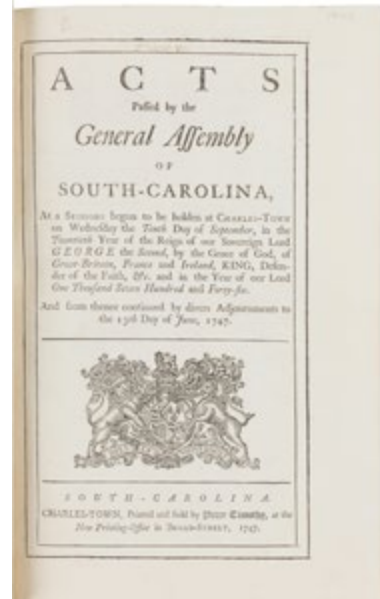 ACTS
Passed by the
General Assembly
OF
SOUTH-CAROLINA,
At a Sessions begun to be holden at Charles-Town
on Wednesday the Tenth Day of September, in the
Twentieth Year of the Reign of our Sovereign Lord
GEORGE the Second, by the Grace of God, of
Great-Britain, France and Ireland, KING, Defen-
der of the Faith, &c. and in the Year of our Lord
One Thousand Seven Hundred and Forty-six.
And from thence continued by divers Adjournments to
the 13th Day of June, 1747.
SOUTH-CAROLINA
CHARLES-TOWN, Printed and sold by Peter Timothy, at the
New Printing-Office in Street, 1747.